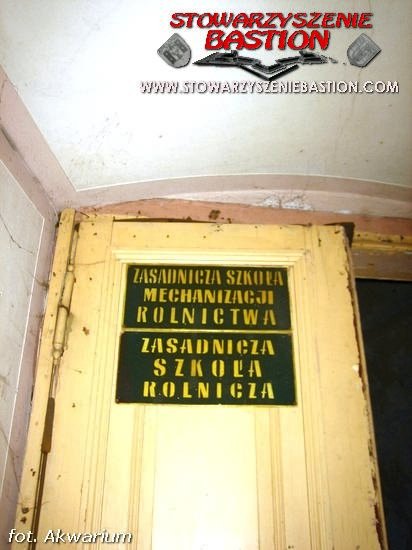 STOWARZYSZENIE
BASTION
WWW.STOWARZYSZENIEBASTION.COM
ZASADNICZA SZKOŁA
MECHANIZACJI
ROLNICTWA
ZASADNICZA
SZKOŁA
ROLNICZA
fot. Akwarium